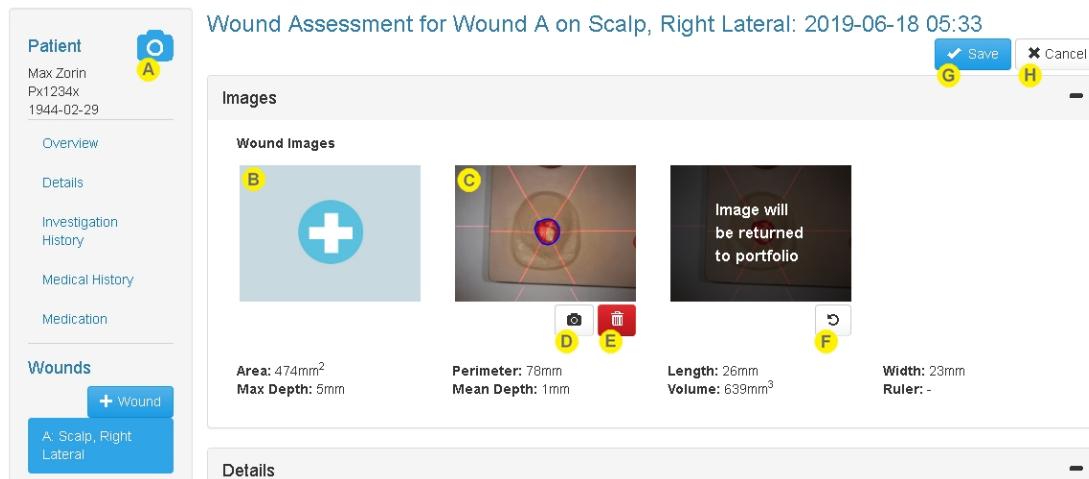 Wound Assessment for Wound A on Scalp, Right Lateral: 2019-06-18 05:33
Patient
A
Max Zorin
Px1234x
1944-02-29
Overview
Details
Investigation
History
Medical History
Medication
Wounds
+ Wound
A: Scalp, Right
Lateral
Save
G
Cancel
H
Images
Wound Images
B
C
Image will
be returned
to portfolio
D
E
F
Area: 474mm²
Perimeter: 78mm
Length: 26mm
Width: 23mm
Max Depth: 5mm
Mean Depth: 1mm
Volume: 639mm³
Ruler: -
Details